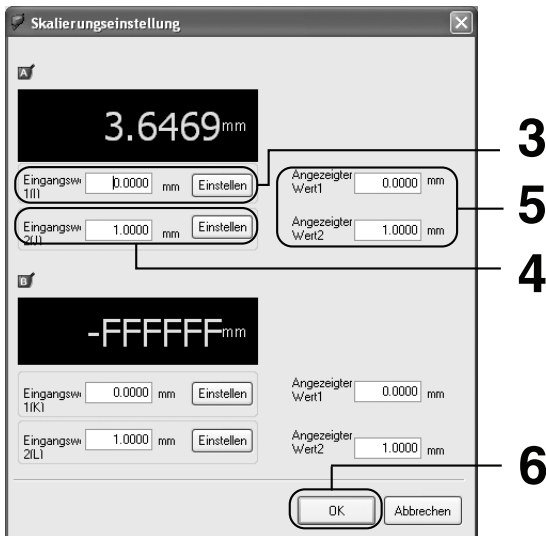 Skalierungseinstellung
A
3.6469mm
Eingangsw 0.0000 mm Einstellen
1(I)
Angezeigter 0.0000 mm
Wert1
3
Eingangsw 1.0000 mm Einstellen
2(J)
Angezeigter 1.0000 mm
Wert2
5
4
B
-FFFFFFmm
Eingangsw 0.0000 mm Einstellen
1(K)
Angezeigter 0.0000 mm
Wert1
Eingangsw 1.0000 mm Einstellen
2(L)
Angezeigter 1.0000 mm
Wert2
6
OK Abbrechen